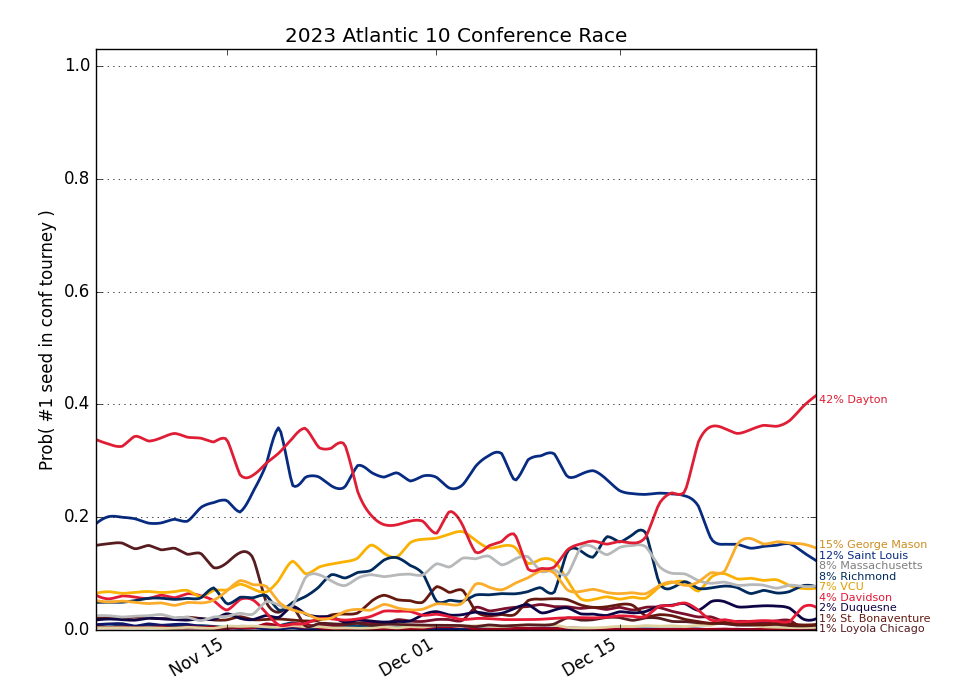 2023 Atlantic 10 Conference Race
Prob( #1 seed in conf tourney )
1.0
0.8
0.6
0.4
0.2
0.0
Nov 15
Dec 01
Dec 15
42% Dayton
15% George Mason
12% Saint Louis
8% Massachusetts
8% Richmond
7% VCU
4% Davidson
2% Duquesne
1% St. Bonaventure
1% Loyola Chicago